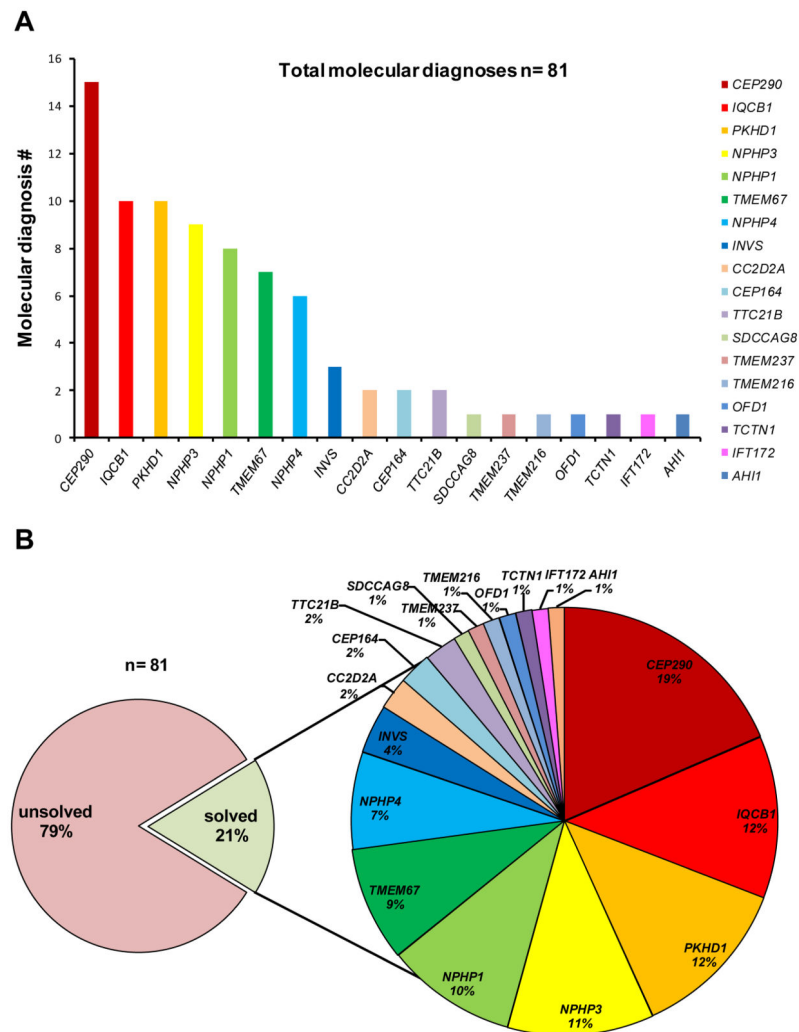 A
Total molecular diagnoses n= 81
Molecular diagnosis #
16
14
12
10
8
6
4
2
0
CEP290
IQCB1
PKHD1
NPHP3
NPHP1
TMEM67
NPHP4
INVS
CC2D2A
CEP164
TTC21B
SDCCAG8
TMEM237
TMEM216
OFD1
TCTN1
IFT172
AHI1
CEP290
IQCB1
PKHD1
NPHP3
NPHP1
TMEM67
NPHP4
INVS
CC2D2A
CEP164
TTC21B
SDCCAG8
TMEM237
TMEM216
OFD1
TCTN1
IFT172
AHI1
B
n= 81
unsolved
79%
solved
21%
CEP290
19%
IQCB1
12%
PKHD1
12%
NPHP3
11%
NPHP1
10%
TMEM67
9%
NPHP4
7%
INVS
4%
CC2D2A
2%
CEP164
2%
TTC21B
2%
SDCCAG8
1%
TMEM237
1%
TMEM216
1%
OFD1
1%
TCTN1
1%
IFT172
1%
AHI1
1%